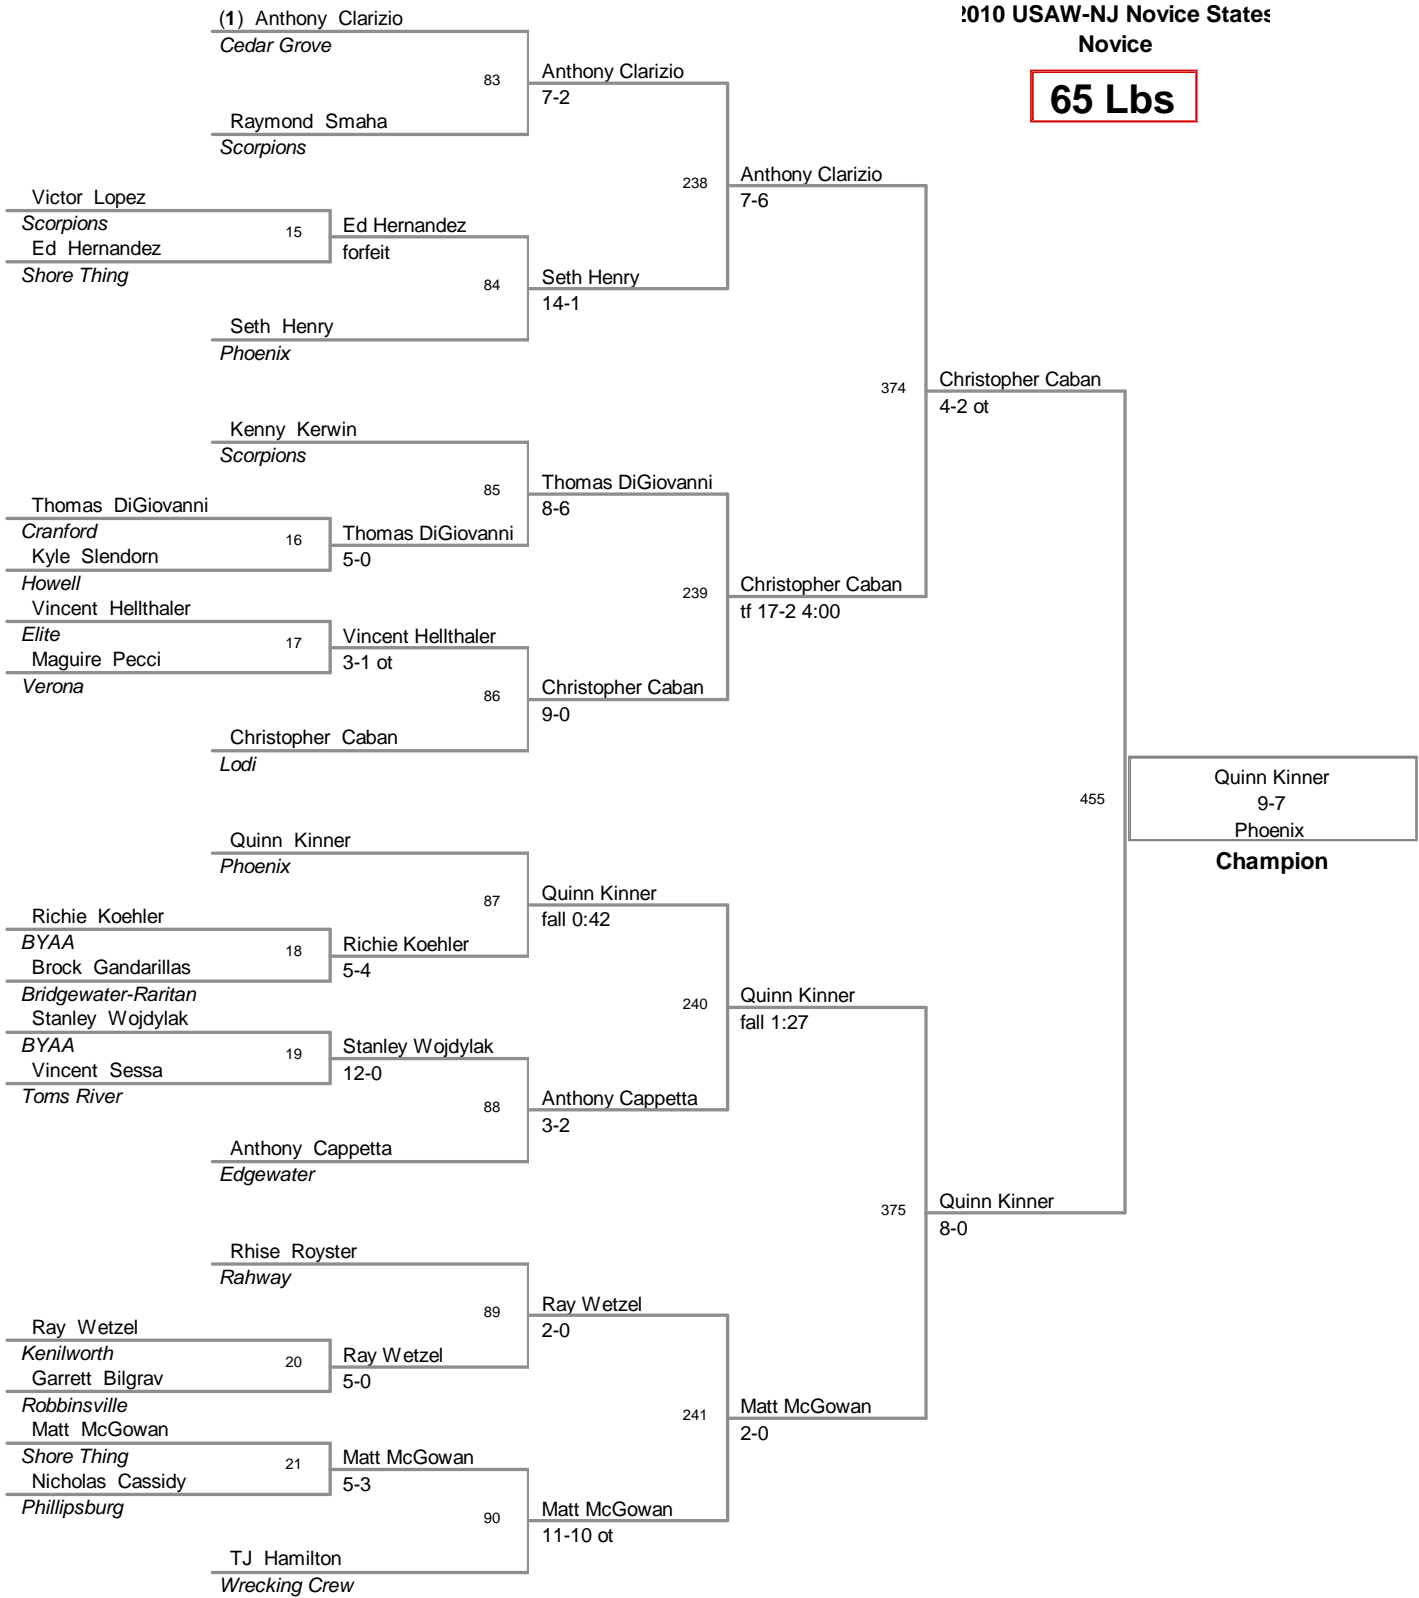 (1) Anthony Clarizio
2010 USAW-NJ Novice States
Cedar Grove
Novice
83
Anthony Clarizio
7-2
65 Lbs
Raymond Smaha
Scorpions
238
Anthony Clarizio
7-6
Victor Lopez
Scorpions
15
Ed Hernandez
Ed Hernandez
forfeit
Shore Thing
84
Seth Henry
14-1
Seth Henry
Phoenix
374
Christopher Caban
4-2 ot
Kenny Kerwin
Scorpions
85
Thomas DiGiovanni
8-6
Thomas DiGiovanni
Cranford
16
Thomas DiGiovanni
Kyle Slendorn
5-0
Howell
239
Christopher Caban
tf 17-2 4:00
Vincent Hellthaler
Elite
17
Vincent Hellthaler
Maguire Pecci
3-1 ot
Verona
86
Christopher Caban
9-0
Christopher Caban
Lodi
455
Quinn Kinner
9-7
Phoenix
Champion
Quinn Kinner
Phoenix
87
Quinn Kinner
fall 0:42
Richie Koehler
BYAA
18
Richie Koehler
Brock Gandarillas
5-4
Bridgewater-Raritan
240
Quinn Kinner
fall 1:27
Stanley Wojdylak
BYAA
19
Stanley Wojdylak
Vincent Sessa
12-0
Toms River
88
Anthony Cappetta
3-2
Anthony Cappetta
Edgewater
375
Quinn Kinner
8-0
Rhise Royster
Rahway
89
Ray Wetzel
2-0
Ray Wetzel
Kenilworth
20
Ray Wetzel
Garrett Bilgrav
5-0
Robbinsville
241
Matt McGowan
2-0
Matt McGowan
Shore Thing
21
Matt McGowan
Nicholas Cassidy
5-3
Phillipsburg
90
Matt McGowan
11-10 ot
TJ Hamilton
Wrecking Crew